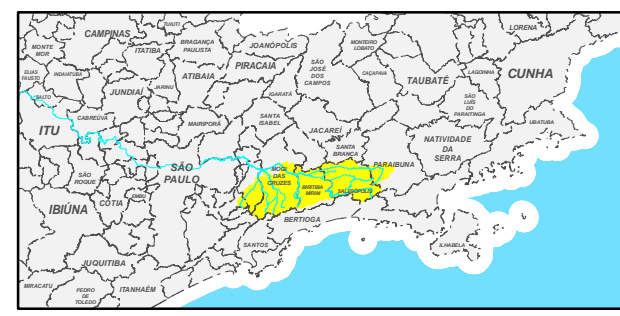 TUIUTI
CAMPINAS
BRAGANÇA
PAULISTA
JOANÓPOLIS
MONTEIRO
LOBATO
LORENA
MONTE
MOR
ITATIBA
PIRACAIA
SÃO
JOSÉ
DOS
CAMPOS
ELIAS
FAUSTO
INDAIATUBA
ATIBAIA
CAÇAPAVA
TAUBATÉ
LAGOINHA
CUNHA
JUNDIAÍ
JARINU
IGARATÁ
SALTO
SÃO
LUÍS
DO
PARAITINGA
CABREÚVA
MAIRIPORÃ
SANTA
ISABEL
UBATUBA
ITU
JACAREÍ
SANTA
BRANCA
NATIVIDADE
DA
SERRA
SÃO
PAULO
MOGI
DAS
CRUZES
PARAIBUNA
SÃO
ROQUE
EMBU
BIRITIBA
MIRIM
SALESÓPOLIS
IBIÚNA
COTIA
BERTIOGA
SANTOS
ILHABELA
JUQUITIBA
MIRACATU
PEDRO
DE
TOLEDO
ITANHAÉM